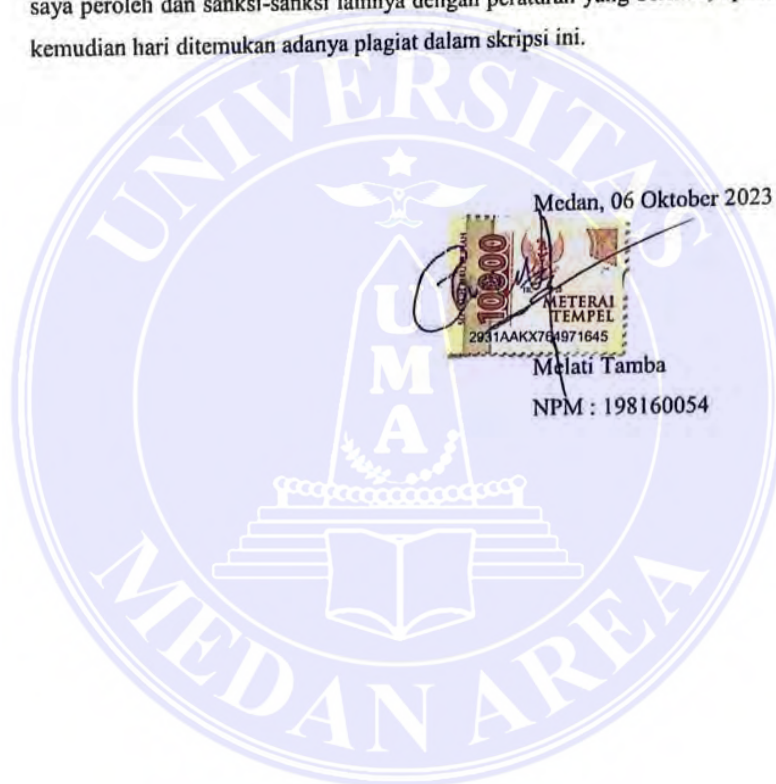 saya peroleh dan sanksi-sanksi lainnya dengan peraturan yang
kemudian hari ditemukan adanya plagiat dalam skripsi ini.
UNIVERSITAS
Medan, 06 Oktober 2023
10000
METERAI
TEMPEL
2931AAKX764971645
UMA
Melati Tamba
NPM : 198160054
MEDAN AREA